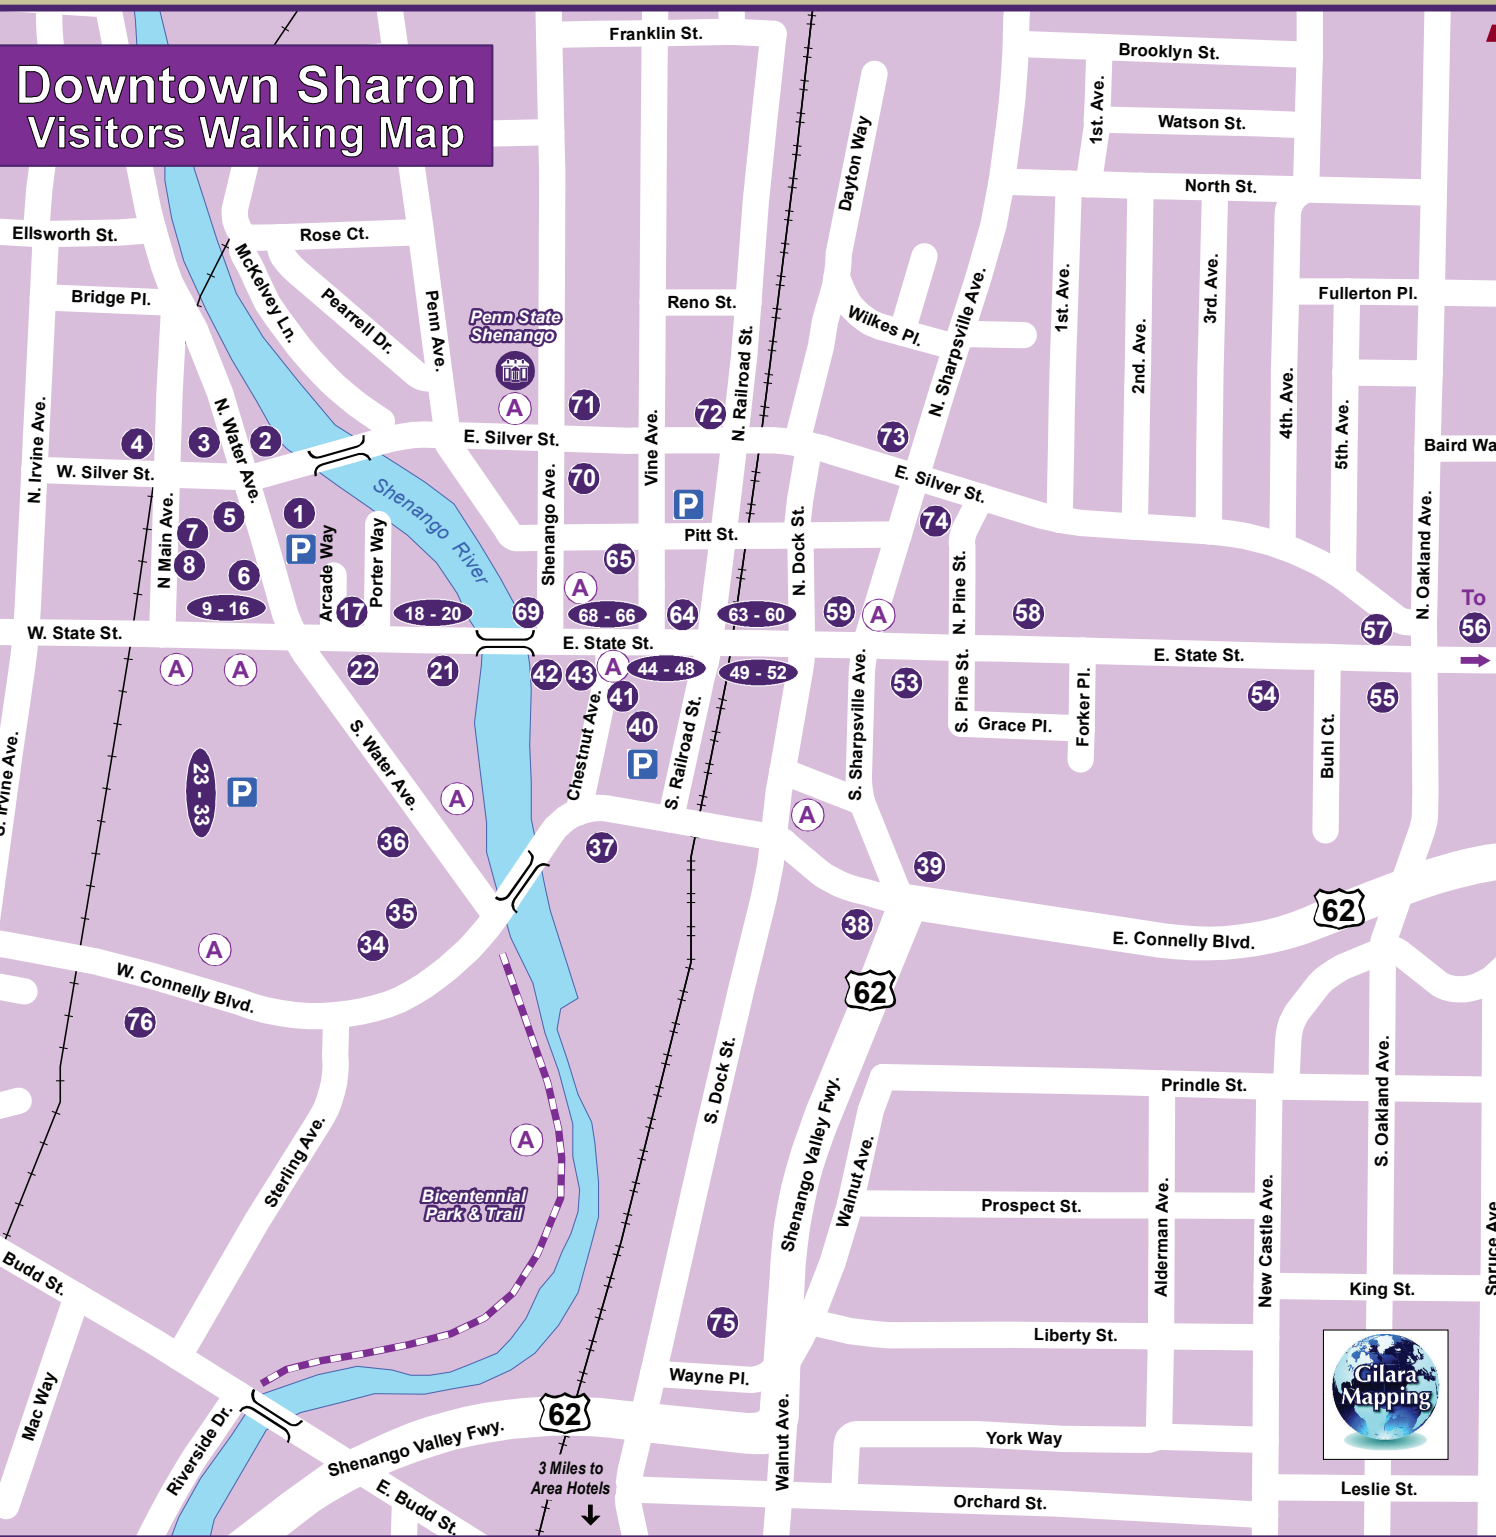 Downtown Sharon
Visitors Walking Map
Franklin St.
Brooklyn St.
1st. Ave.
Watson St.
Dayton Way
North St.
Ellsworth St.
Rose Ct.
McKelvey Ln.
Bridge Pl.
Pearrell Dr.
Penn Ave.
Penn State
Shenango
A
Reno St.
N. Railroad St.
Wilkes Pl.
N. Sharpsville Ave.
1st. Ave.
2nd. Ave.
3rd. Ave.
Fullerton Pl.
4th. Ave.
5th. Ave.
Baird Wa
N. Irvine Ave.
4
3
2
N. Water Ave.
W. Silver St.
E. Silver St.
71
72
73
Vine Ave.
70
E. Silver St.
Shenango River
Shenango Ave.
P
Pitt St.
74
N. Dock St.
N. Oakland Ave.
N Main Ave.
7
5
1
8
6
P
Arcade Way
Porter Way
9 - 16
17
18 - 20
69
65
A
68 - 66
64
63 - 60
59
A
N. Pine St.
58
57
To
56
W. State St.
E. State St.
E. State St.
A
A
22
21
42
43
A
44 - 48
49 - 52
41
40
P
53
S. Pine St.
Grace Pl.
Forker Pl.
54
55
Buhl Ct.
S. Irvine Ave.
23 - 33
P
S. Water Ave.
A
Chestnut Ave.
S. Railroad St.
S. Sharpsville Ave.
A
36
37
39
35
34
A
38
62
E. Connelly Blvd.
W. Connelly Blvd.
62
76
S. Dock St.
Shenango Valley Fwy.
Walnut Ave.
Prindle St.
S. Oakland Ave.
Sterling Ave.
A
Bicentennial
Park & Trail
Prospect St.
Alderman Ave.
New Castle Ave.
Spruce Ave.
Budd St.
King St.
75
Liberty St.
Wayne Pl.
Gilara
Mapping
Mac Way
Riverside Dr.
62
Shenango Valley Fwy.
Walnut Ave.
York Way
3 Miles to
Area Hotels
E. Budd St.
Orchard St.
Leslie St.